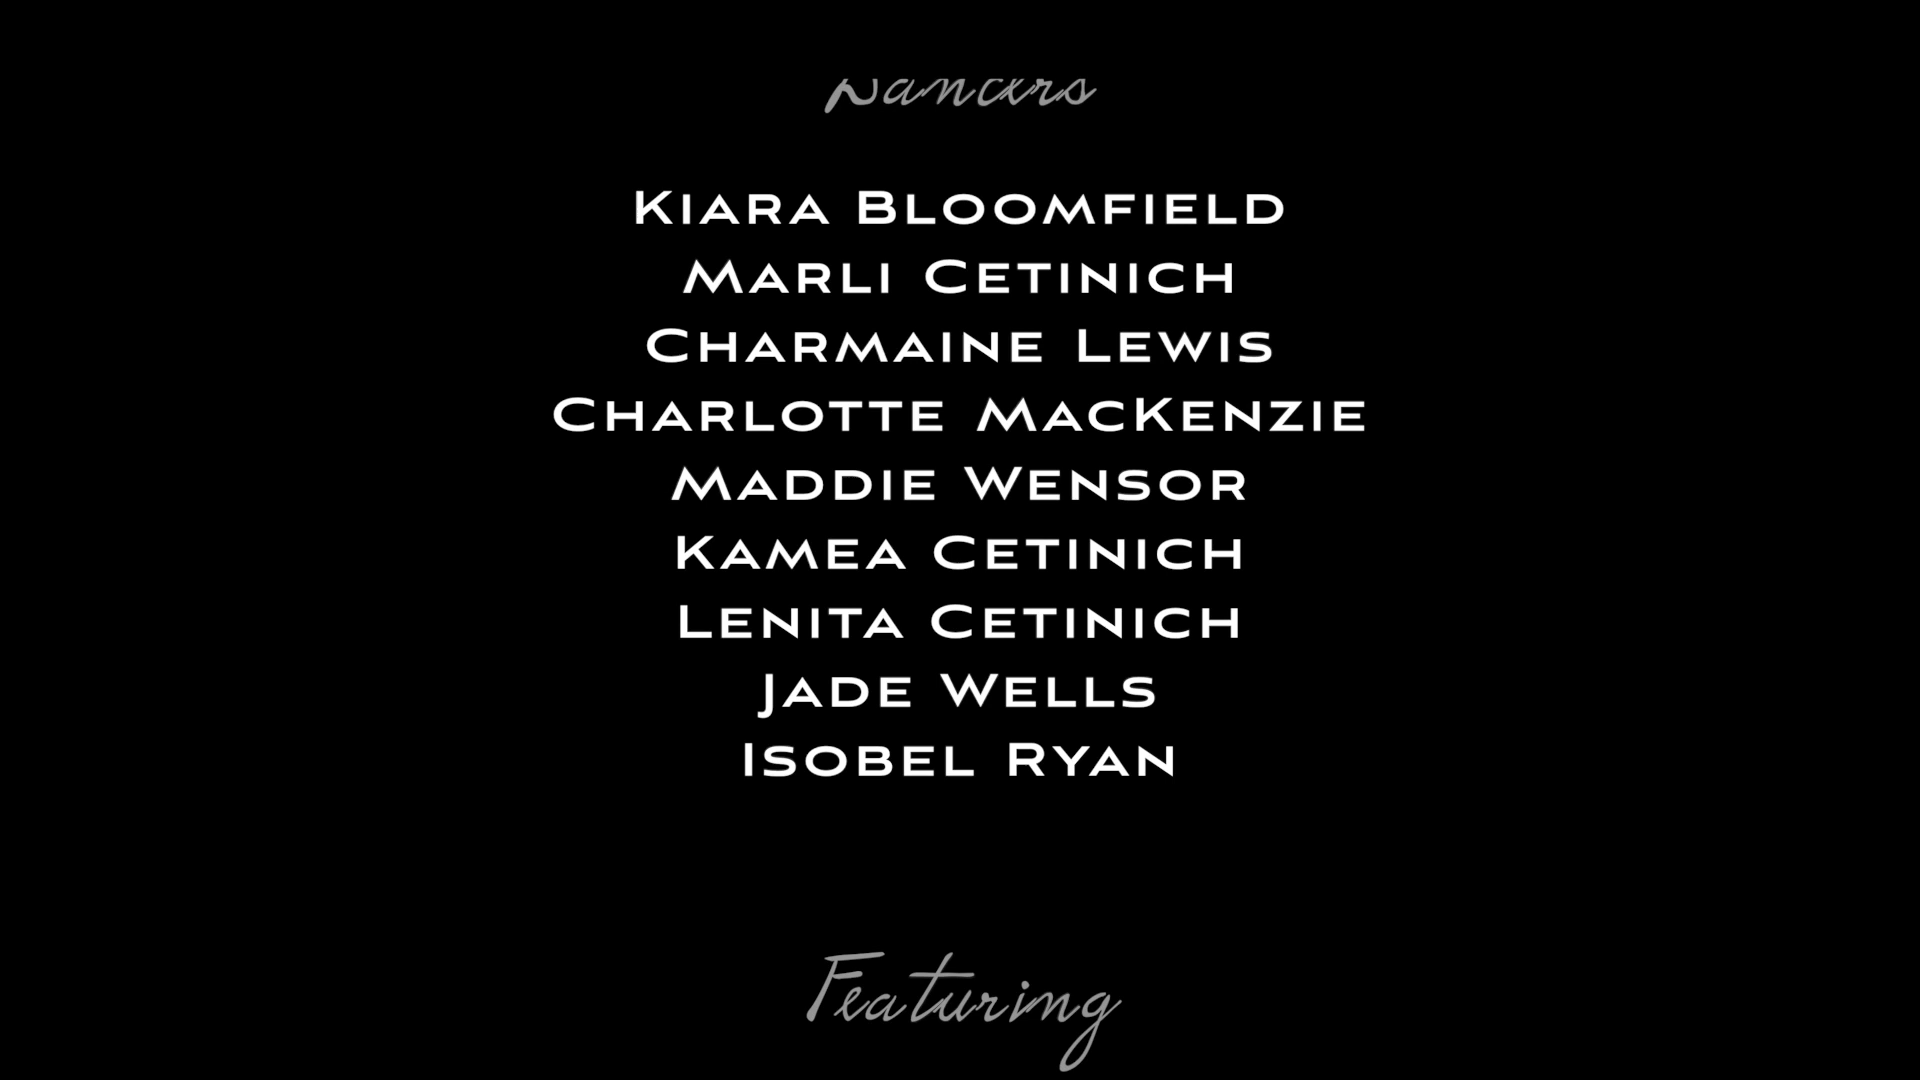 Dancers
Kiara Bloomfield
Marli Cetinich
Charmaine Lewis
Charlotte MacKenzie
Maddie Wensor
Kamea Cetinich
Lenita Cetinich
Jade Wells
Isobel Ryan
Featuring